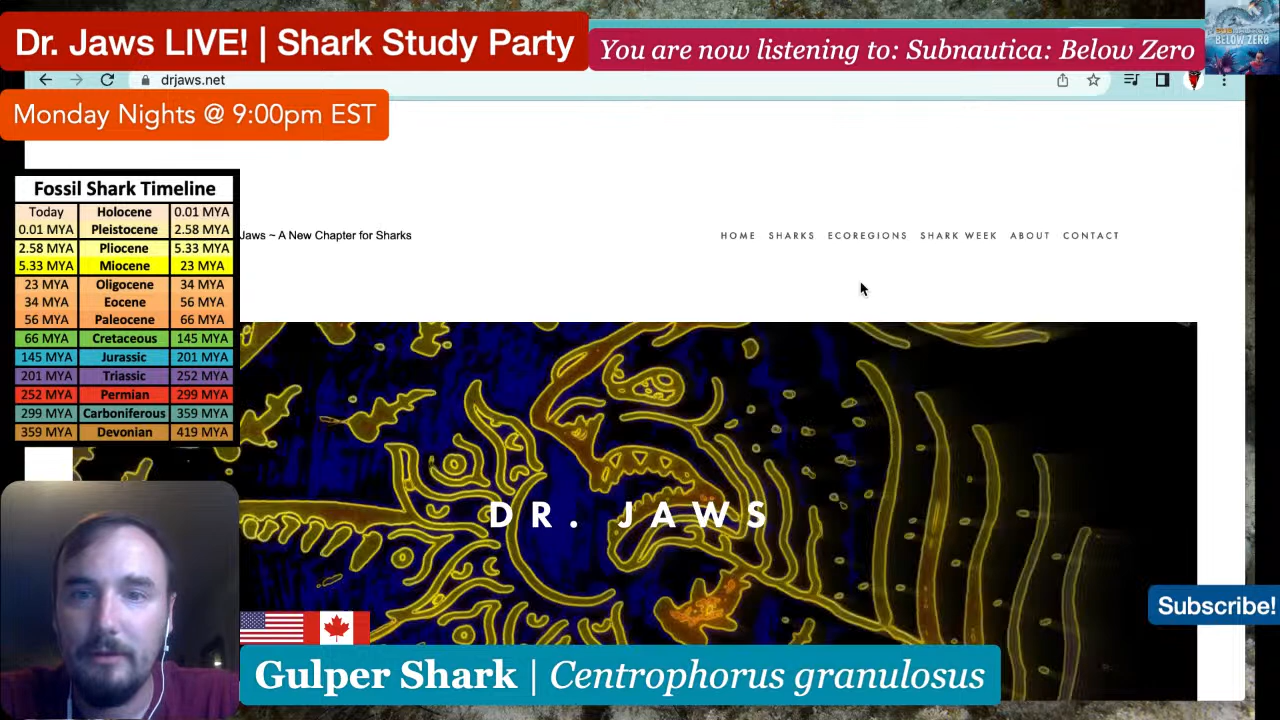 Dr. Jaws LIVE! | Shark Study Party
You are now listening to: Subnautica: Below Zero
BELOW ZERO
drjaws.net
Monday Nights @ 9:00pm EST
Fossil Shark Timeline
Today Holocene 0.01 MYA
0.01 MYA Pleistocene 2.58 MYA
2.58 MYA Pliocene 5.33 MYA
5.33 MYA Miocene 23 MYA
23 MYA Oligocene 34 MYA
34 MYA Eocene 56 MYA
56 MYA Paleocene 66 MYA
66 MYA Cretaceous 145 MYA
145 MYA Jurassic 201 MYA
201 MYA Triassic 252 MYA
252 MYA Permian 299 MYA
299 MYA Carboniferous 359 MYA
359 MYA Devonian 419 MYA
Jaws ~ A New Chapter for Sharks
HOME SHARKS ECOREGIONS SHARK WEEK ABOUT CONTACT
DR. JAWS
Subscribe!
Gulper Shark | Centrophorus granulosus